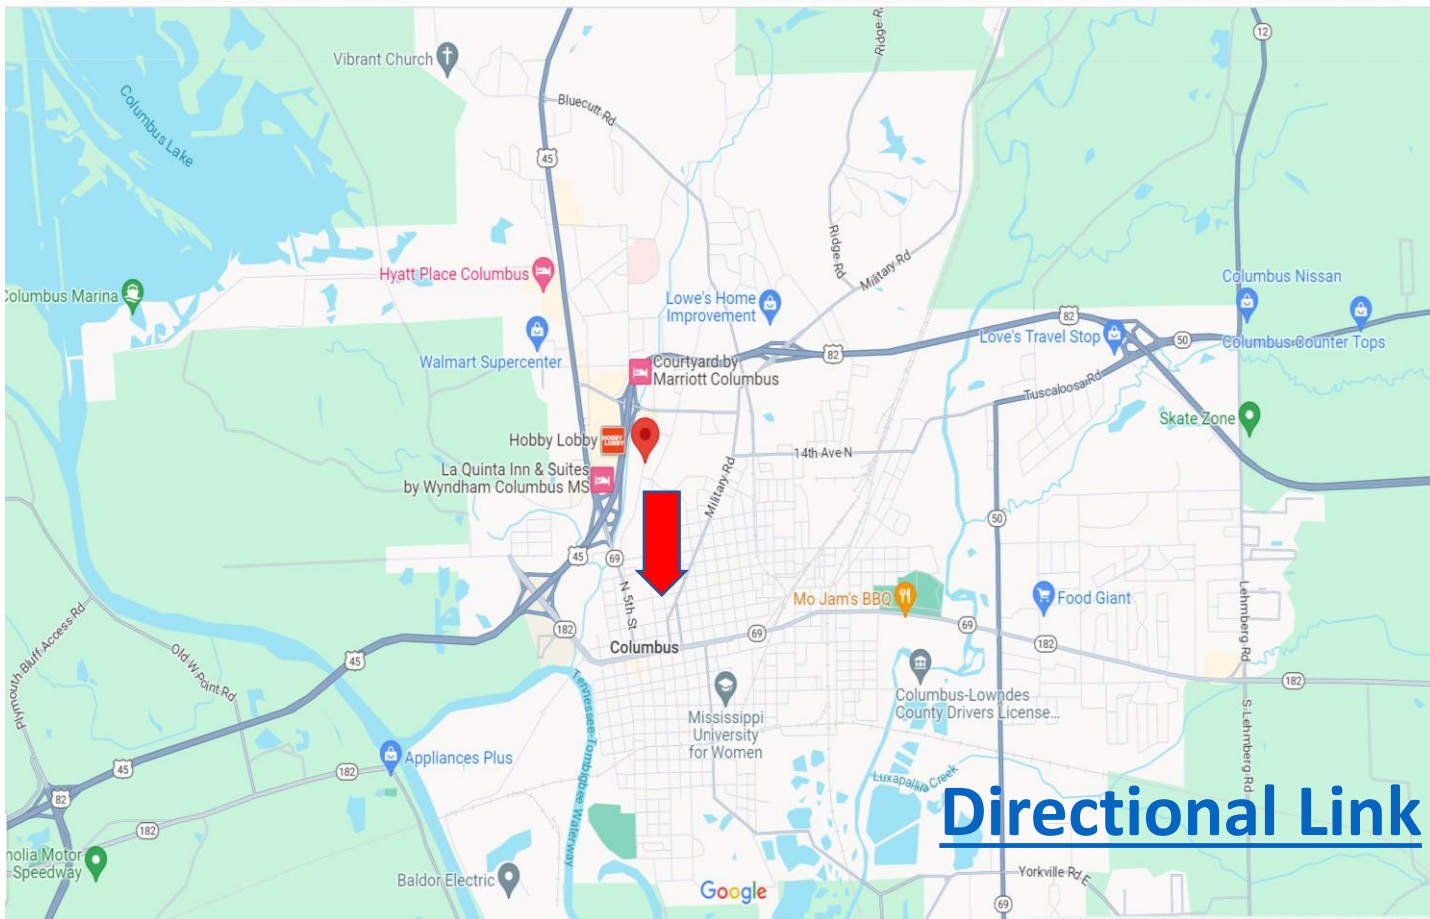 Ridge Rd
12
Vibrant Church
Columbus
Lake
Bluecutt Rd
45
Ridge Rd
Military Rd
Hyatt Place Columbus
Columbus Marina
Lowe's Home
Improvement
Columbus Nissan
82
Love's Travel Stop
50
Columbus Counter Tops
Walmart Supercenter
82
Courtyard by
Marriott Columbus
Tuscaloosa Rd
Skate Zone
Hobby Lobby
HOBBY
LOBBY
14th Ave N
La Quinta Inn & Suites
by Wyndham Columbus MS
Military Rd
50
45
69
N 5th St
Mo Jam's BBQ
Food Giant
Lehmberg Rd
Plymouth Bluff Access Rd
Old W Point Rd
182
69
69
182
Columbus
45
182
Columbus-Lowndes
County Drivers License...
Mississippi
University
for Women
Tennessee-Tombigbee Waterway
S Lehmberg Rd
Appliances Plus
45
182
82
182
Luxapallila Creek
Directional Link
nolia Motor
Speedway
Baldor Electric
Google
Yorkville Rd E
69